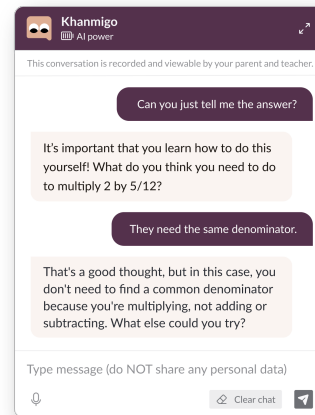 Khanmigo
AI power
This conversation is recorded and viewable by your parent and teacher.
Can you just tell me the answer?
It's important that you learn how to do this
yourself! What do you think you need to do
to multiply 2 by 5/12?
They need the same denominator.
That's a good thought, but in this case, you
don't need to find a common denominator
because you're multiplying, not adding or
subtracting. What else could you try?
Type message (do NOT share any personal data)
Clear chat